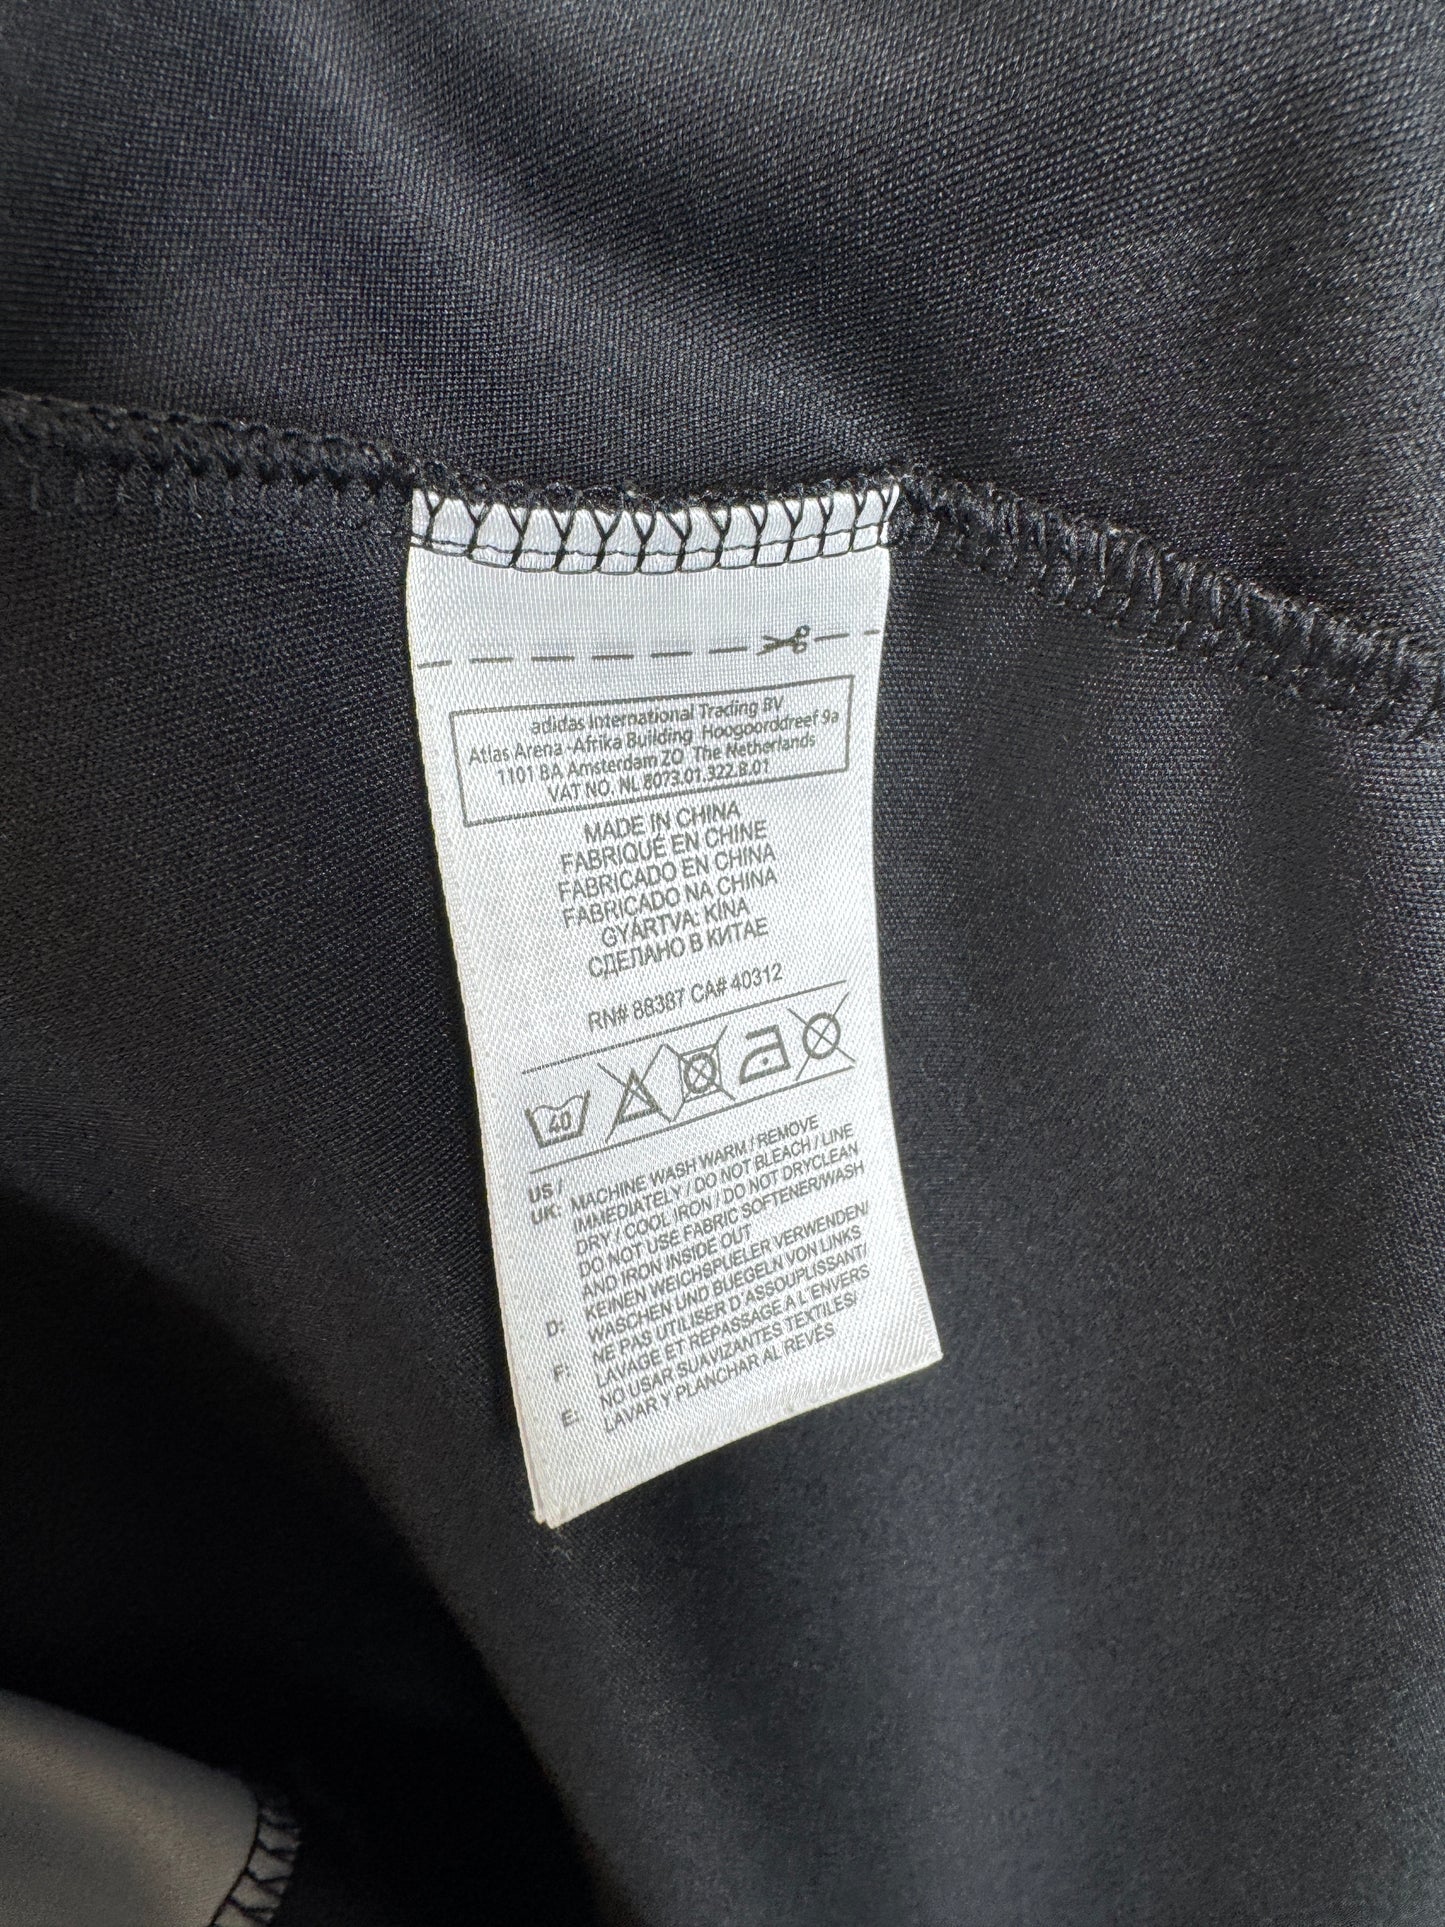 adidas International Trading BV
Atlas Arena -Afrika Building Hoogoorddreef 9a
1101 BA Amsterdam ZO The Netherlands
VAT NO. NL 8073.01.322.B.01
MADE IN CHINA
FABRIQUÉ EN CHINE
FABRICADO EN CHINA
FABRICADO NA CHINA
GYÁRTVA: KÍNA
СДЕЛАНО В КИТАЕ
RN# 88387 CA# 40312
40
US / UK: MACHINE WASH WARM / REMOVE
IMMEDIATELY / DO NOT BLEACH / LINE
DRY / COOL IRON / DO NOT DRYCLEAN
DO NOT USE FABRIC SOFTENER/WASH
AND IRON INSIDE OUT
D: KEINEN WEICHSPUELER VERWENDEN/
WASCHEN UND BUEGELN VON LINKS
F: NE PAS UTILISER D'ASSOUPLISSANT/
LAVAGE ET REPASSAGE A L'ENVERS
E: NO USAR SUAVIZANTES TEXTILES/
LAVAR Y PLANCHAR AL REVÉS